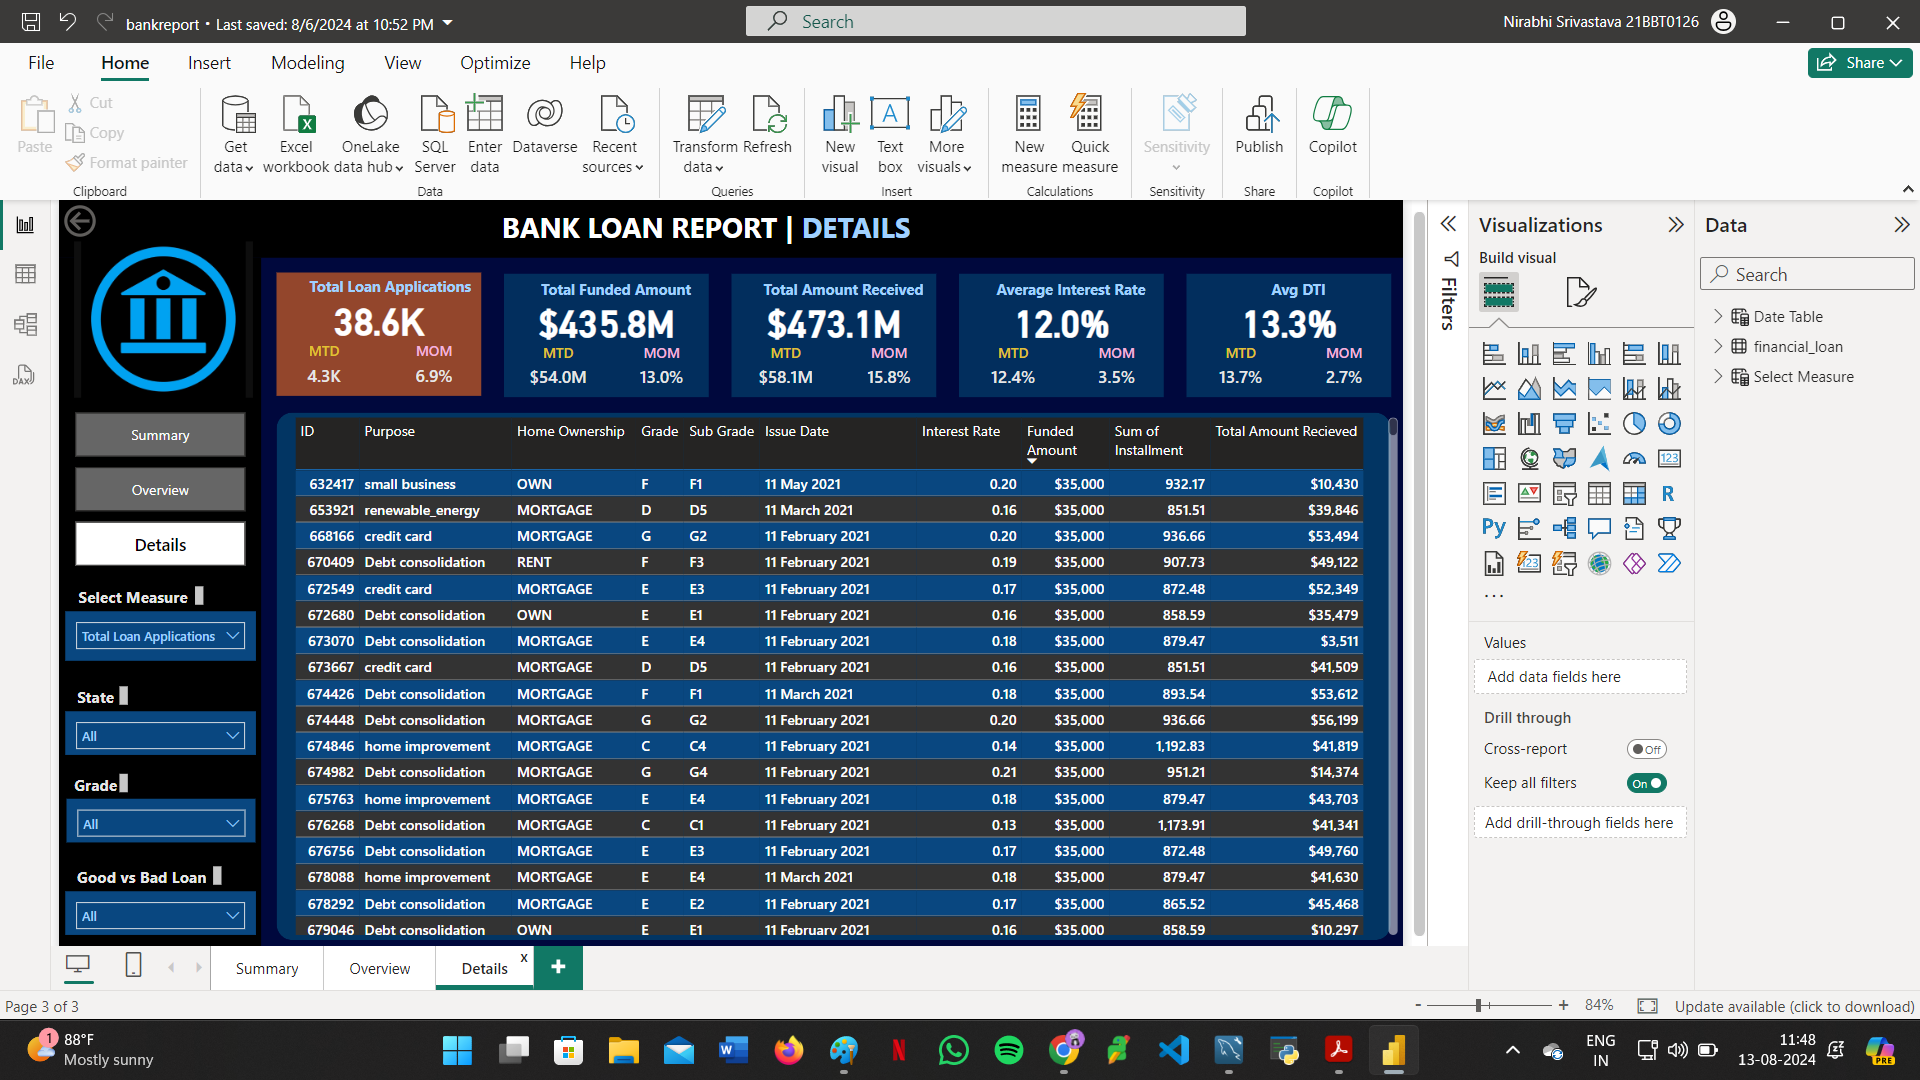 bankreport • Last saved: 8/6/2024 at 10:52 PM
Search
Nirabhi Srivastava 21BBT0126
File Home Insert Modeling View Optimize Help
Share
Paste
Cut
Copy
Format painter
Clipboard
Get data
Excel workbook
OneLake data hub
SQL Server
Enter data
Dataverse
Recent sources
Data
Transform data
Refresh
Queries
New visual
Text box
More visuals
Insert
New measure
Quick measure
Calculations
Sensitivity
Sensitivity
Publish
Share
Copilot
Copilot
BANK LOAN REPORT | DETAILS
Total Loan Applications
38.6K
MTD MOM
4.3K 6.9%
Total Funded Amount
$435.8M
MTD MOM
$54.0M 13.0%
Total Amount Received
$473.1M
MTD MOM
$58.1M 15.8%
Average Interest Rate
12.0%
MTD MOM
12.4% 3.5%
Avg DTI
13.3%
MTD MOM
13.7% 2.7%
Summary
Overview
Details
Select Measure
Total Loan Applications
State
All
Grade
All
Good vs Bad Loan
All
ID Purpose Home Ownership Grade Sub Grade Issue Date Interest Rate Funded Amount Sum of Installment Total Amount Recieved
632417 small business OWN F F1 11 May 2021 0.20 $35,000 932.17 $10,430
653921 renewable_energy MORTGAGE D D5 11 March 2021 0.16 $35,000 851.51 $39,846
668166 credit card MORTGAGE G G2 11 February 2021 0.20 $35,000 936.66 $53,494
670409 Debt consolidation RENT F F3 11 February 2021 0.19 $35,000 907.73 $49,122
672549 credit card MORTGAGE E E3 11 February 2021 0.17 $35,000 872.48 $52,349
672680 Debt consolidation OWN E E1 11 February 2021 0.16 $35,000 858.59 $35,479
673070 Debt consolidation MORTGAGE E E4 11 February 2021 0.18 $35,000 879.47 $3,511
673667 credit card MORTGAGE D D5 11 February 2021 0.16 $35,000 851.51 $41,509
674426 Debt consolidation MORTGAGE F F1 11 March 2021 0.18 $35,000 893.54 $53,612
674448 Debt consolidation MORTGAGE G G2 11 February 2021 0.20 $35,000 936.66 $56,199
674846 home improvement MORTGAGE C C4 11 February 2021 0.14 $35,000 1,192.83 $41,819
674982 Debt consolidation MORTGAGE G G4 11 February 2021 0.21 $35,000 951.21 $14,374
675763 home improvement MORTGAGE E E4 11 February 2021 0.18 $35,000 879.47 $43,703
676268 Debt consolidation MORTGAGE C C1 11 February 2021 0.13 $35,000 1,173.91 $41,341
676756 Debt consolidation MORTGAGE E E3 11 February 2021 0.17 $35,000 872.48 $49,760
678088 home improvement MORTGAGE E E4 11 March 2021 0.18 $35,000 879.47 $41,630
678292 Debt consolidation MORTGAGE E E2 11 February 2021 0.17 $35,000 865.52 $45,468
679046 Debt consolidation OWN E E1 11 February 2021 0.16 $35,000 858.59 $10,297
Filters
Visualizations
Build visual
123
R
Py
123
...
Values
Add data fields here
Drill through
Cross-report Off
Keep all filters On
Add drill-through fields here
Data
Search
Date Table
financial_loan
Select Measure
DAX
Summary Overview Details x +
Page 3 of 3
- + 84%
Update available (click to download)
1
88°F
Mostly sunny
W
N
ENG
IN
11:48
13-08-2024
PRE